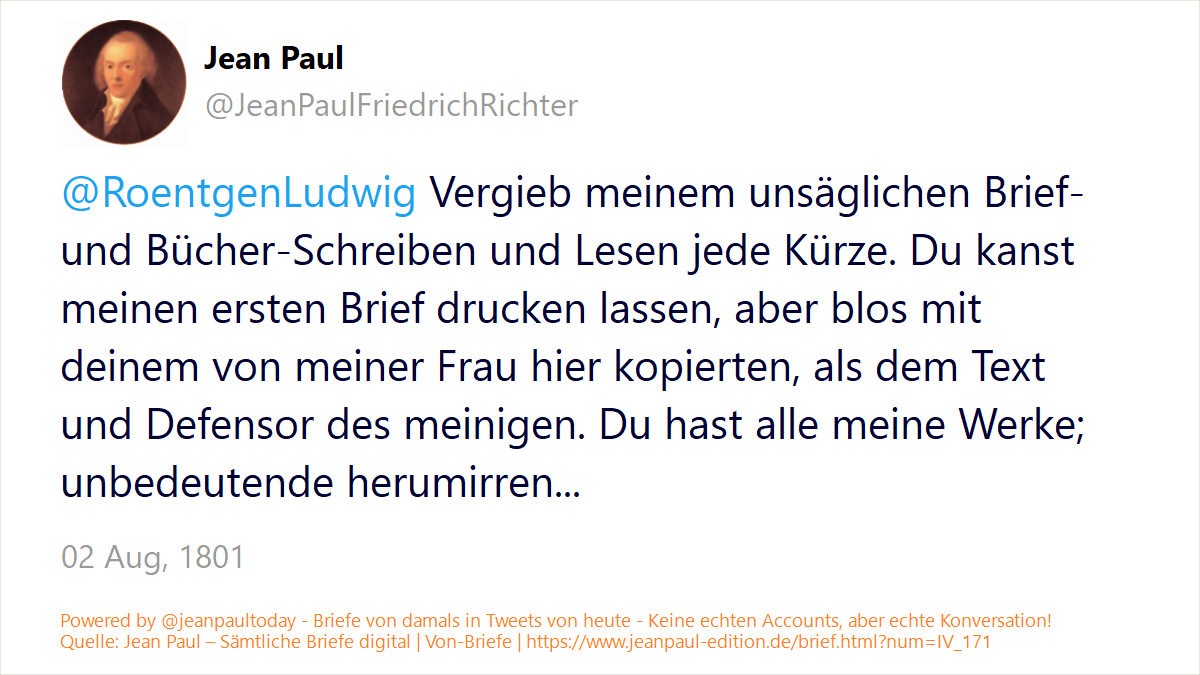 Jean Paul
@JeanPaulFriedrichRichter
@RoentgenLudwig Vergieb meinem unsäglichen Brief-
und Bücher-Schreiben und Lesen jede Kürze. Du kanst
meinen ersten Brief drucken lassen, aber blos mit
deinem von meiner Frau hier kopierten, als dem Text
und Defensor des meinigen. Du hast alle meine Werke;
unbedeutende herumirren...
02 Aug, 1801
Powered by @jeanpaultoday - Briefe von damals in Tweets von heute - Keine echten Accounts, aber echte Konversation!
Quelle: Jean Paul – Sämtliche Briefe digital | Von-Briefe | https://www.jeanpaul-edition.de/brief.html?num=IV_171